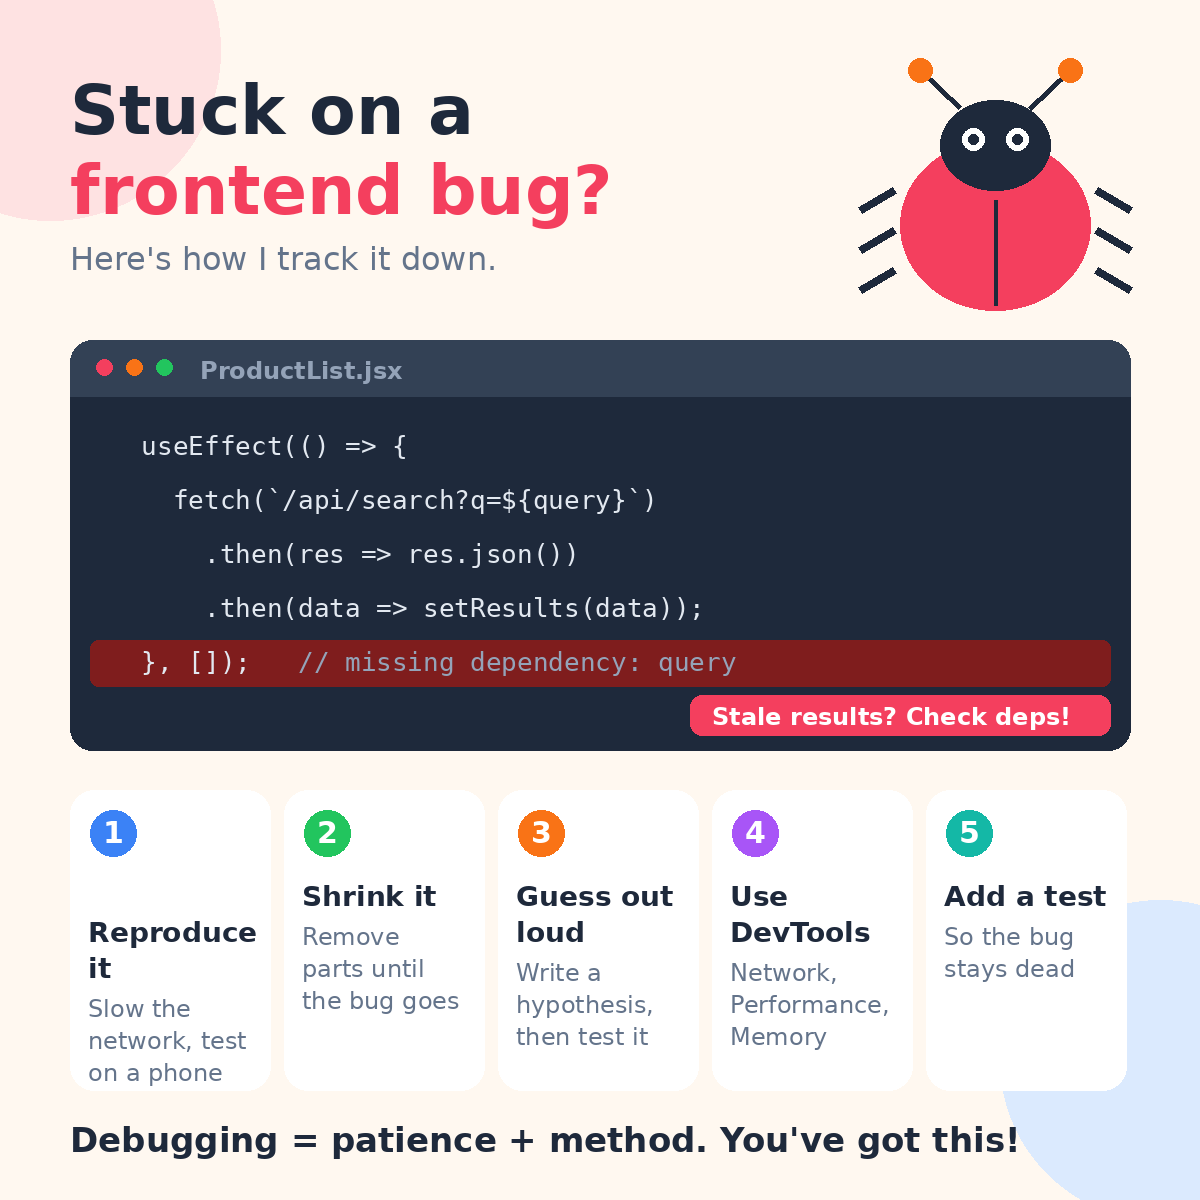 Stuck on a
frontend bug?
Here's how I track it down.
ProductList.jsx
useEffect(() => {
  fetch(`/api/search?q=${query}`)
    .then(res => res.json())
    .then(data => setResults(data));
}, []);   // missing dependency: query
Stale results? Check deps!
1
Reproduce
it
Slow the
network, test
on a phone
2
Shrink it
Remove
parts until
the bug goes
3
Guess out
loud
Write a
hypothesis,
then test it
4
Use
DevTools
Network,
Performance,
Memory
5
Add a test
So the bug
stays dead
Debugging = patience + method. You've got this!